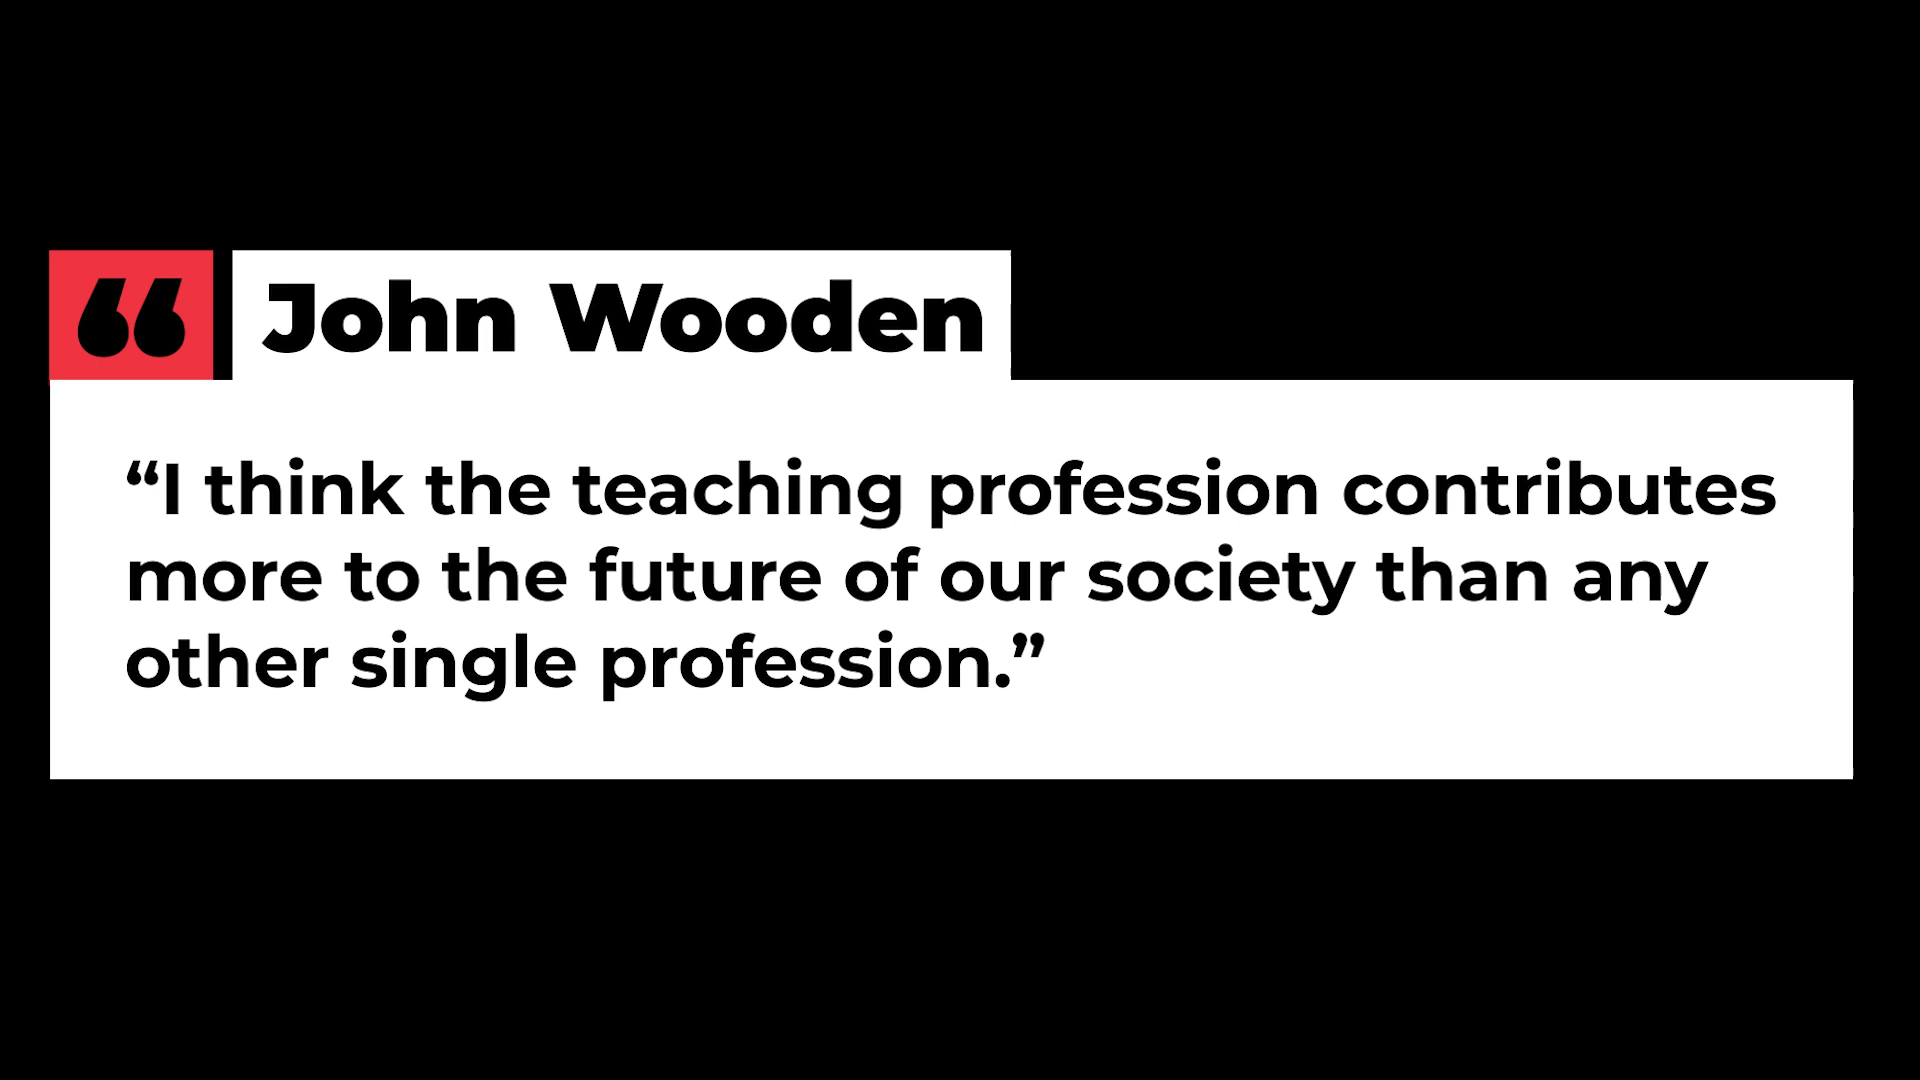 “
John Wooden
“I think the teaching profession contributes
more to the future of our society than any
other single profession.”